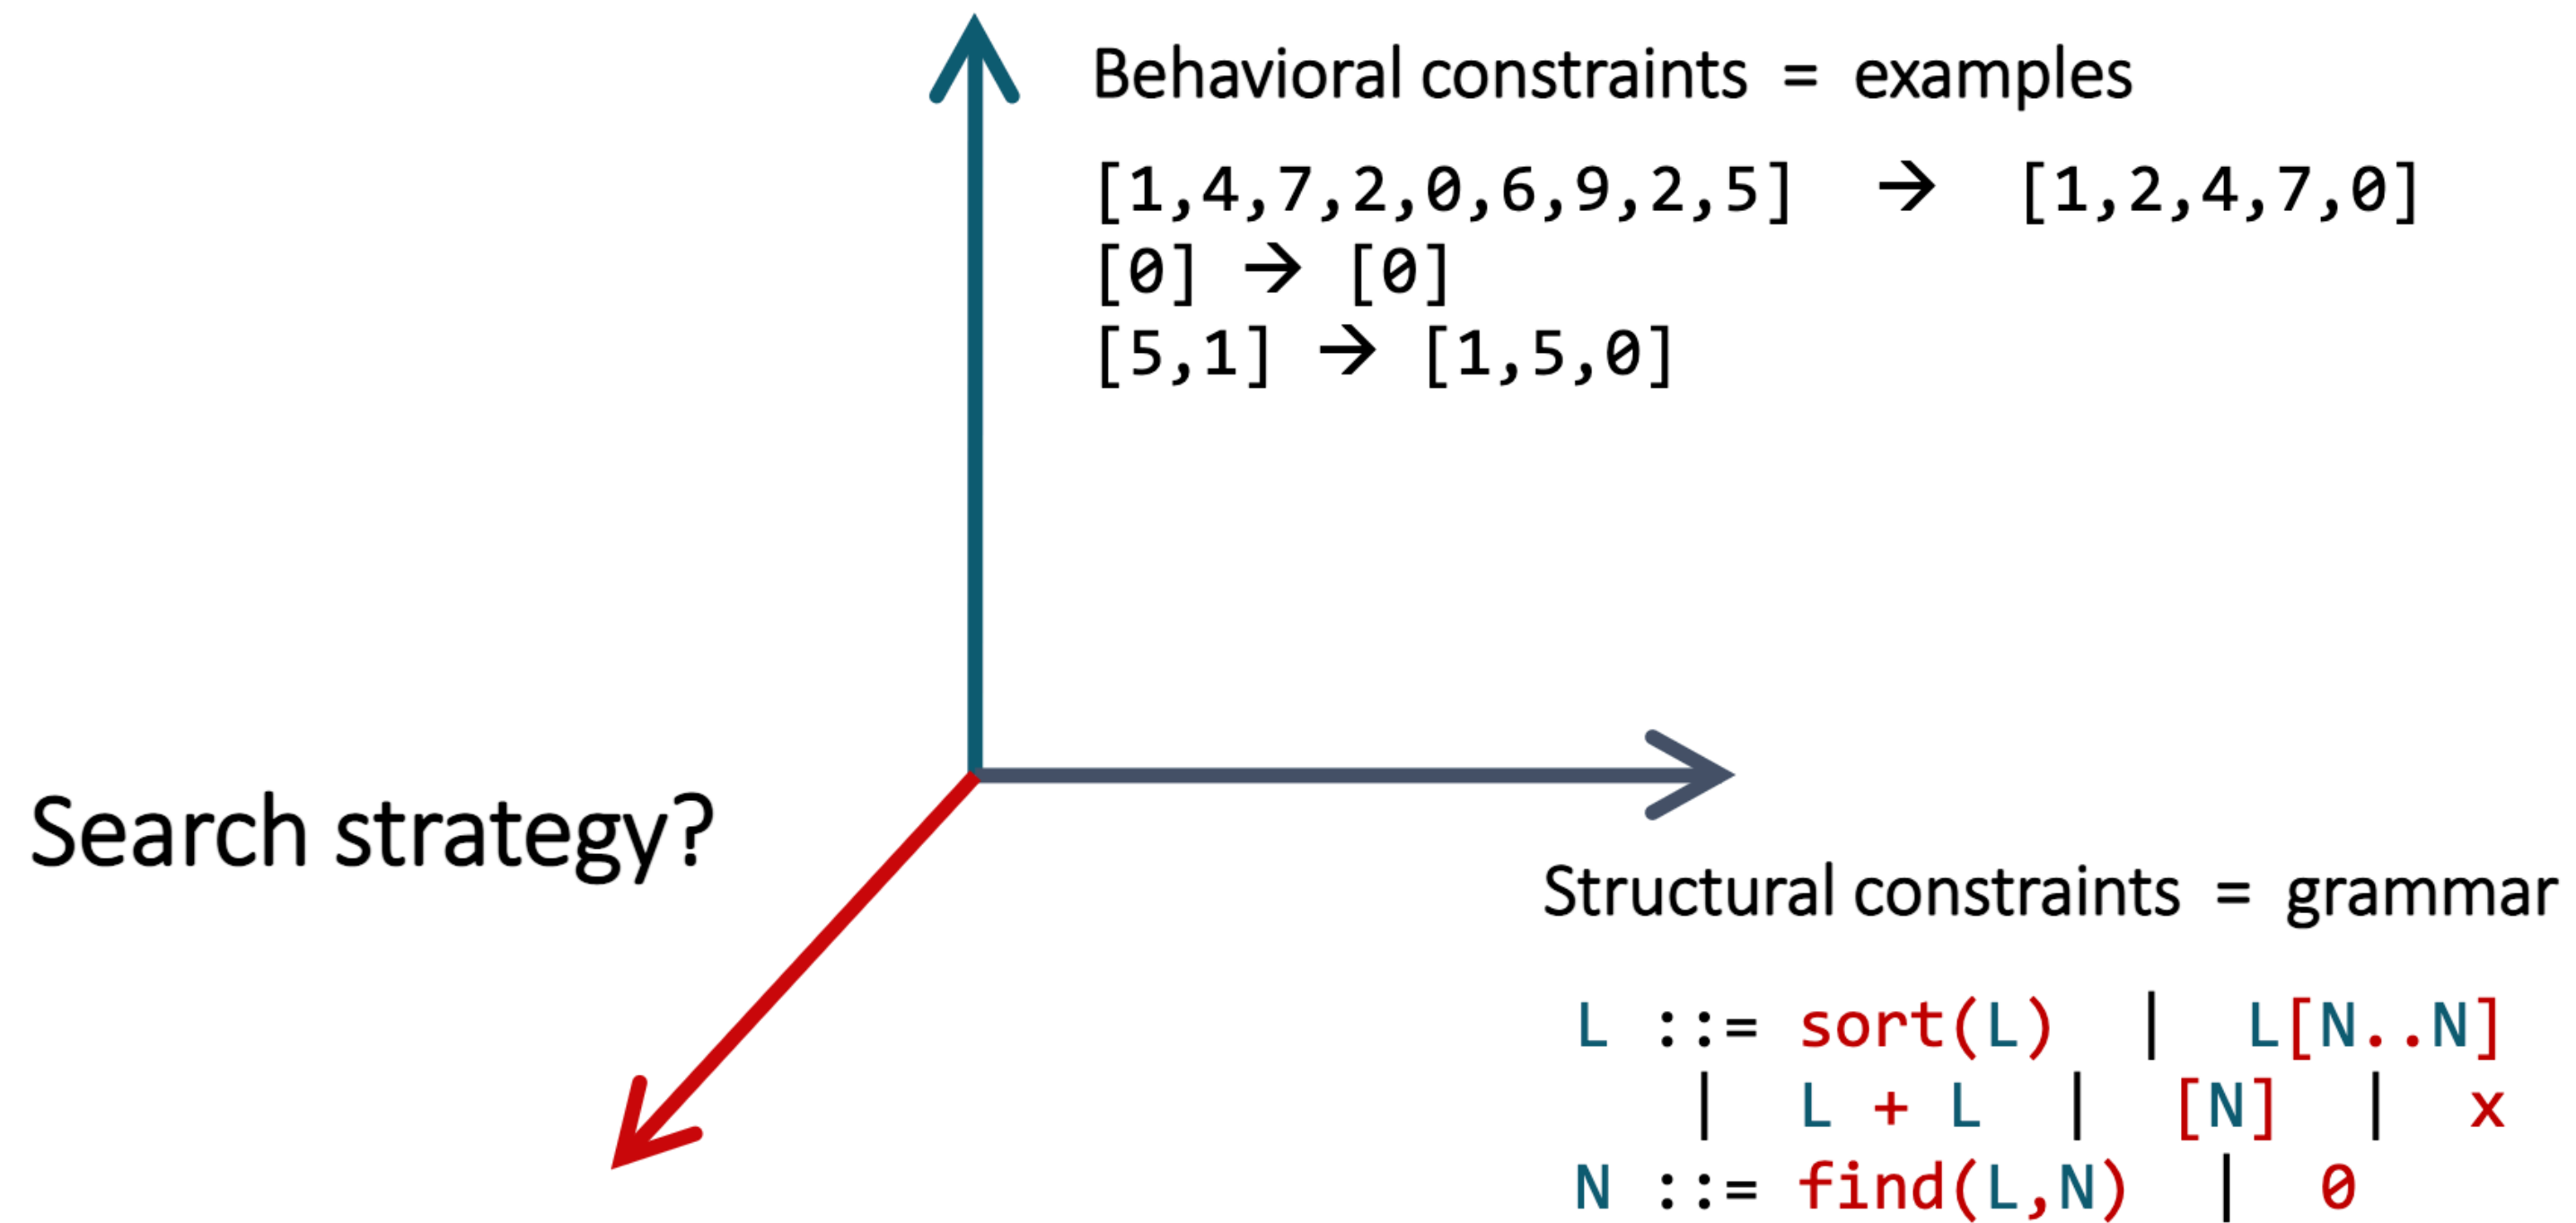 Behavioral constraints = examples
[1,4,7,2,0,6,9,2,5] → [1,2,4,7,0]
[0] → [0]
[5,1] → [1,5,0]
Search strategy?
Structural constraints = grammar
L ::= sort(L) | L[N..N]
| L + L | [N] | x
N ::= find(L,N) | 0